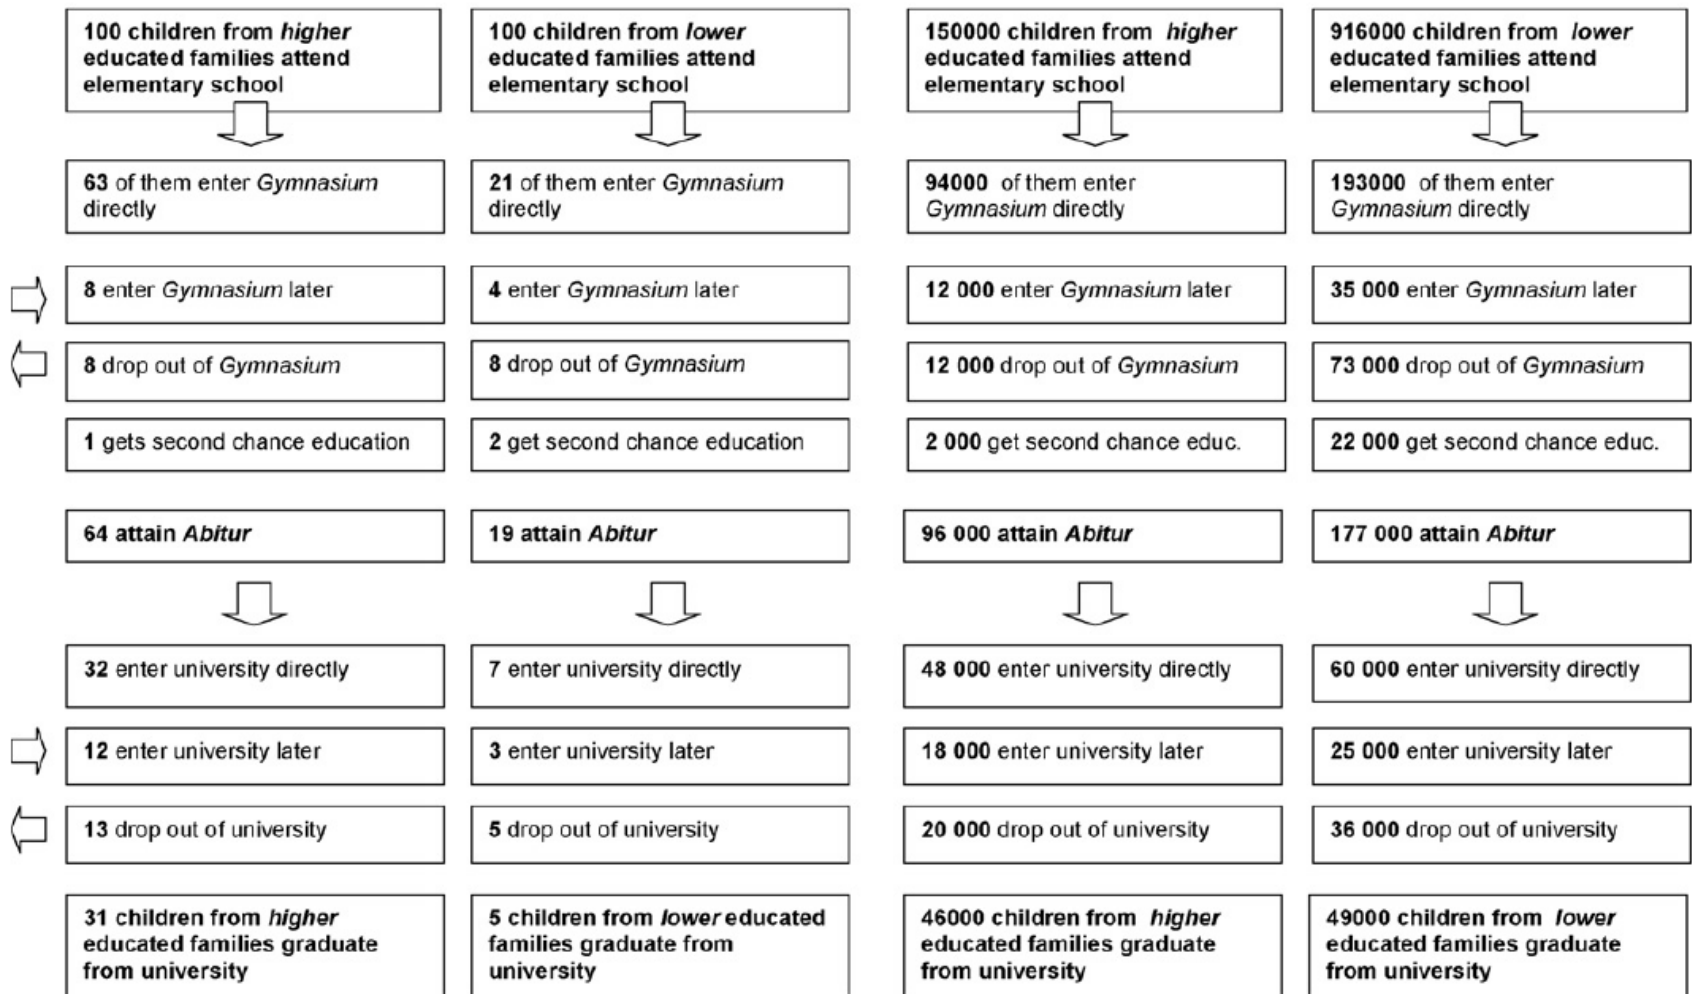 100 children from higher
educated families attend
elementary school
100 children from lower
educated families attend
elementary school
150000 children from higher
educated families attend
elementary school
916000 children from lower
educated families attend
elementary school
63 of them enter Gymnasium
directly
21 of them enter Gymnasium
directly
94000 of them enter
Gymnasium directly
193000 of them enter
Gymnasium directly
8 enter Gymnasium later
4 enter Gymnasium later
12 000 enter Gymnasium later
35 000 enter Gymnasium later
8 drop out of Gymnasium
8 drop out of Gymnasium
12 000 drop out of Gymnasium
73 000 drop out of Gymnasium
1 gets second chance education
2 get second chance education
2 000 get second chance educ.
22 000 get second chance educ.
64 attain Abitur
19 attain Abitur
96 000 attain Abitur
177 000 attain Abitur
32 enter university directly
7 enter university directly
48 000 enter university directly
60 000 enter university directly
12 enter university later
3 enter university later
18 000 enter university later
25 000 enter university later
13 drop out of university
5 drop out of university
20 000 drop out of university
36 000 drop out of university
31 children from higher
educated families graduate
from university
5 children from lower educated
families graduate from
university
46000 children from higher
educated families graduate
from university
49000 children from lower
educated families graduate
from university